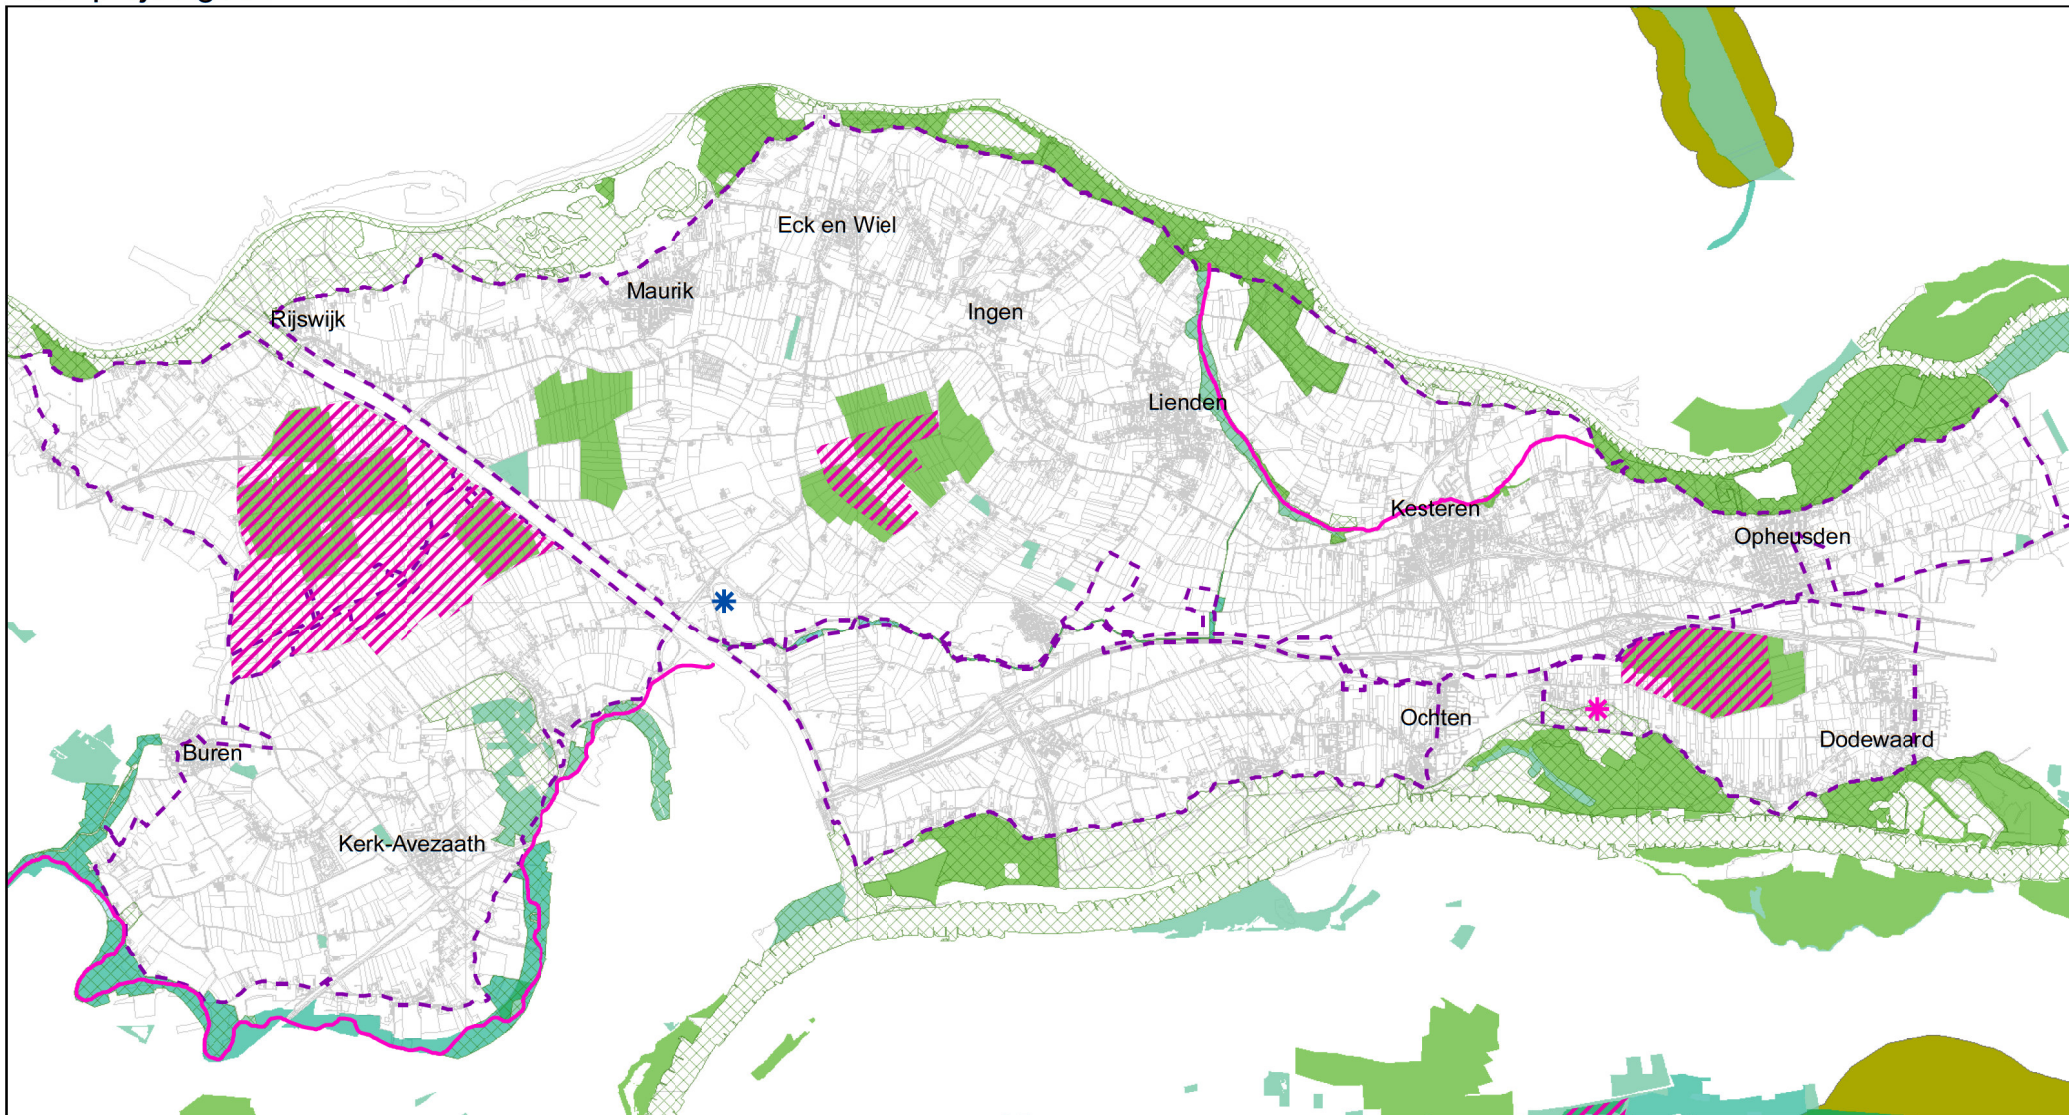 Eck en Wiel
Maurik
Rijswijk
Ingen
Lienden
Kesteren
Opheusden
Ochten
Dodewaard
Buren
Kerk-Avezaath